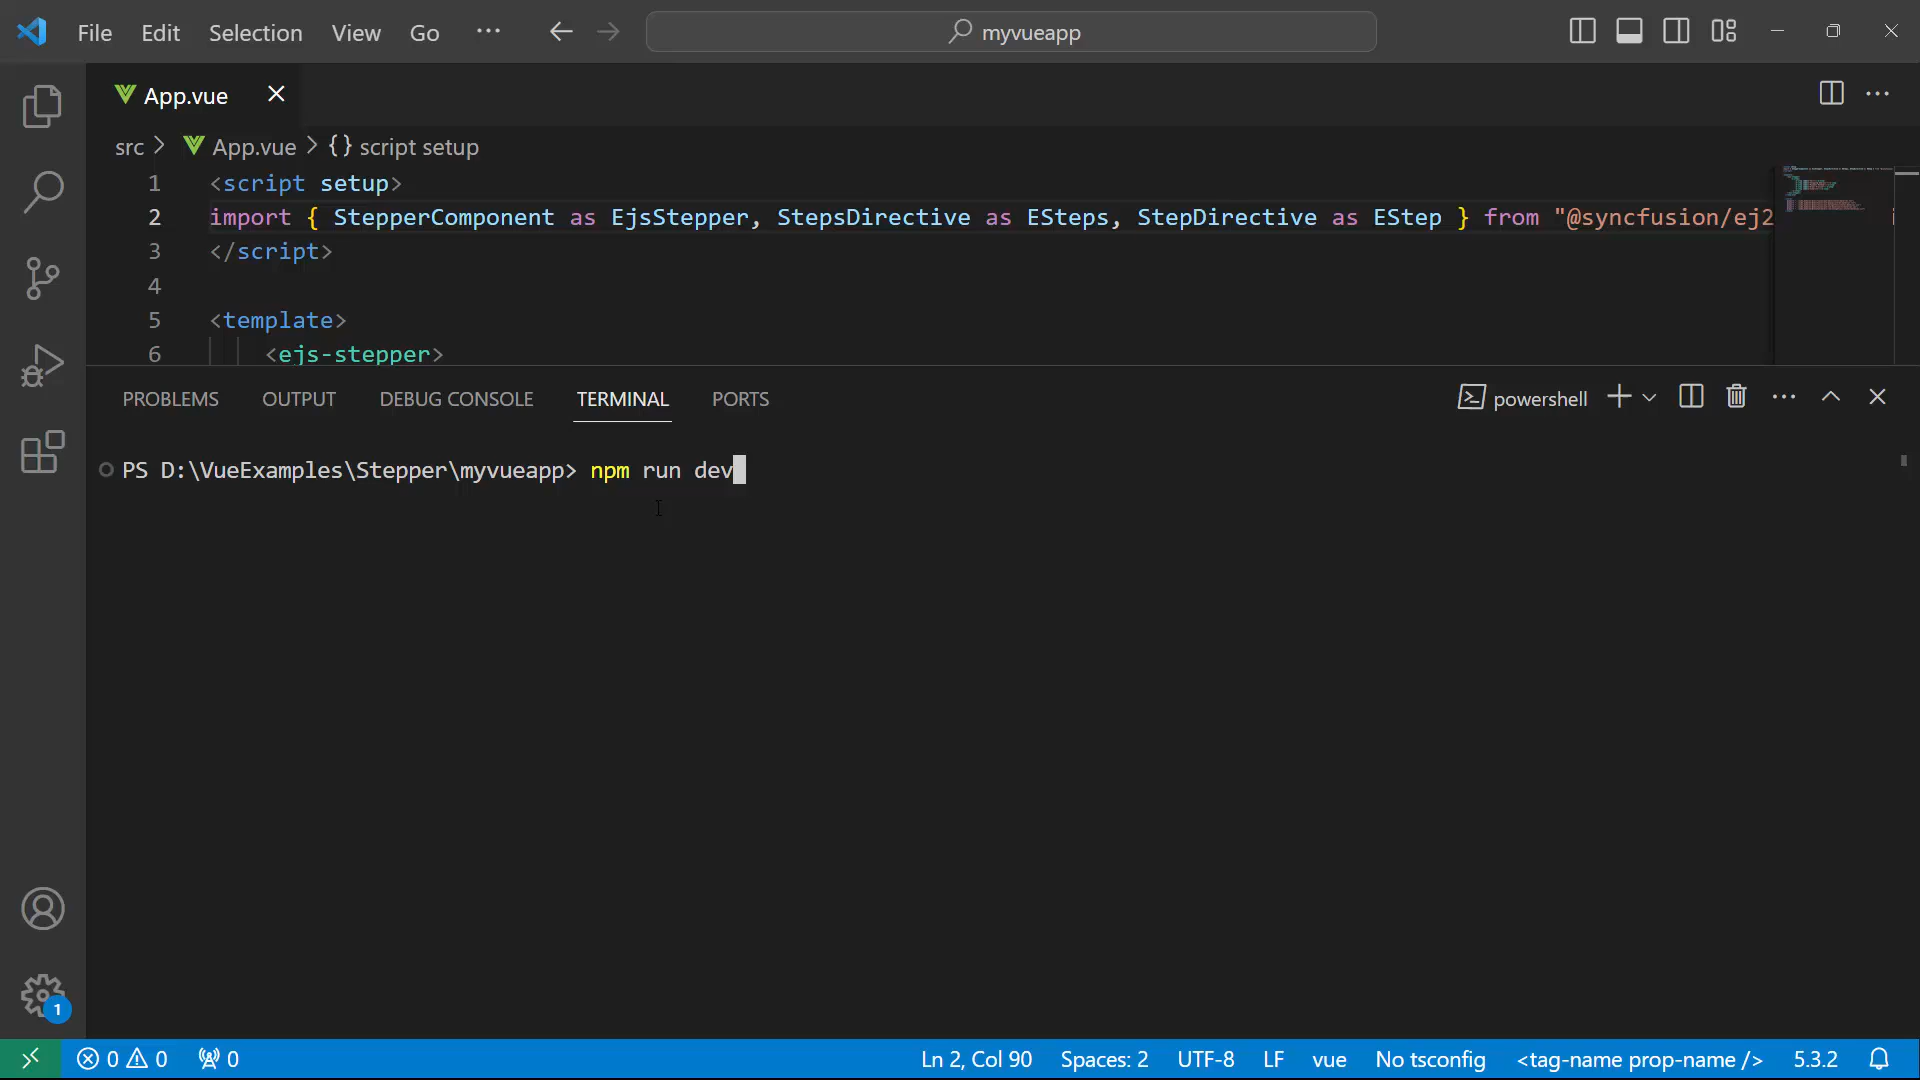 File Edit Selection View Go ··· myvueapp
App.vue
src > App.vue > {} script setup
1 <script setup>
2 import { StepperComponent as EjsStepper, StepsDirective as ESteps, StepDirective as EStep } from "@syncfusion/ej2
3 </script>
4
5 <template>
6 <ejs-stepper>
PROBLEMS OUTPUT DEBUG CONSOLE TERMINAL PORTS powershell
PS D:\VueExamples\Stepper\myvueapp> npm run dev
1
0 0 0 Ln 2, Col 90 Spaces: 2 UTF-8 LF vue No tsconfig <tag-name prop-name /> 5.3.2